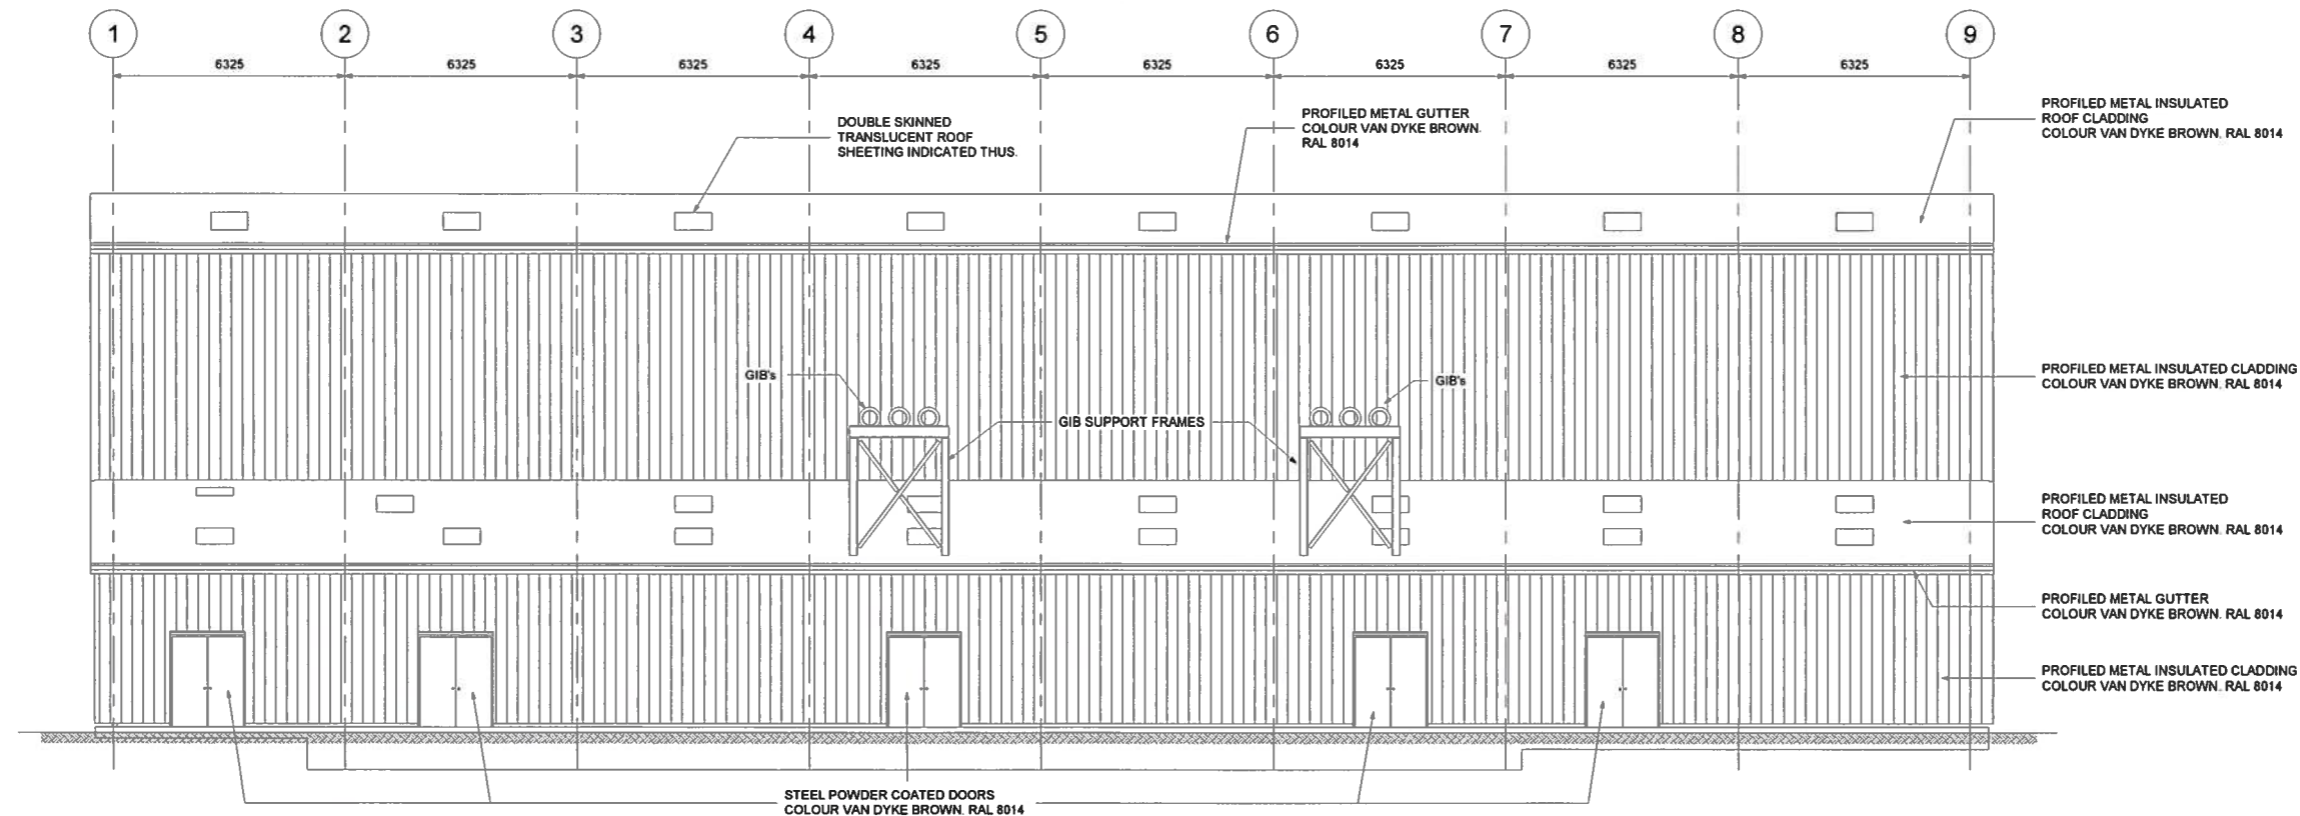 1 2 3 4 5 6 7 8 9
6325 6325 6325 6325 6325 6325 6325 6325
DOUBLE SKINNED
TRANSLUCENT ROOF
SHEETING INDICATED THUS.
PROFILED METAL GUTTER
COLOUR VAN DYKE BROWN.
RAL 8014
PROFILED METAL INSULATED
ROOF CLADDING
COLOUR VAN DYKE BROWN. RAL 8014
GIB's
GIB SUPPORT FRAMES
GIB's
PROFILED METAL INSULATED CLADDING
COLOUR VAN DYKE BROWN. RAL 8014
PROFILED METAL INSULATED
ROOF CLADDING
COLOUR VAN DYKE BROWN. RAL 8014
PROFILED METAL GUTTER
COLOUR VAN DYKE BROWN. RAL 8014
PROFILED METAL INSULATED CLADDING
COLOUR VAN DYKE BROWN. RAL 8014
STEEL POWDER COATED DOORS
COLOUR VAN DYKE BROWN. RAL 8014